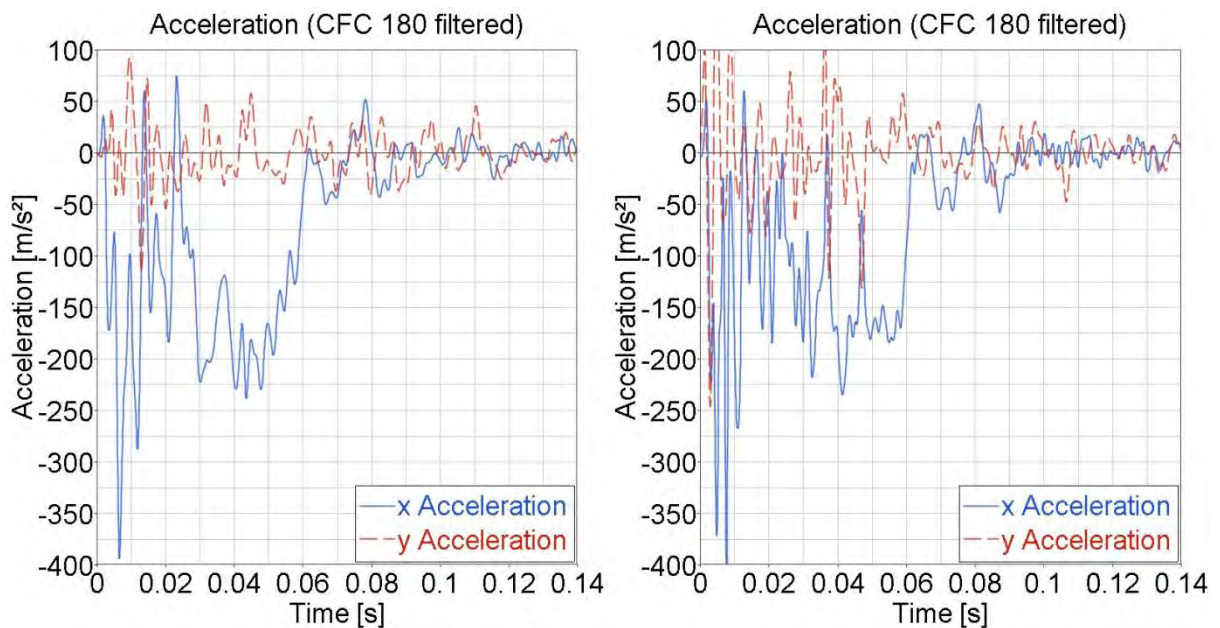 Acceleration (CFC 180 filtered)
Acceleration [m/s²]
100
50
0
-50
-100
-150
-200
-250
-300
-350
-400
x Acceleration
y Acceleration
0 0.02 0.04 0.06 0.08 0.1 0.12 0.14
Time [s]
Acceleration (CFC 180 filtered)
Acceleration [m/s²]
100
50
0
-50
-100
-150
-200
-250
-300
-350
-400
x Acceleration
y Acceleration
0 0.02 0.04 0.06 0.08 0.1 0.12 0.14
Time [s]